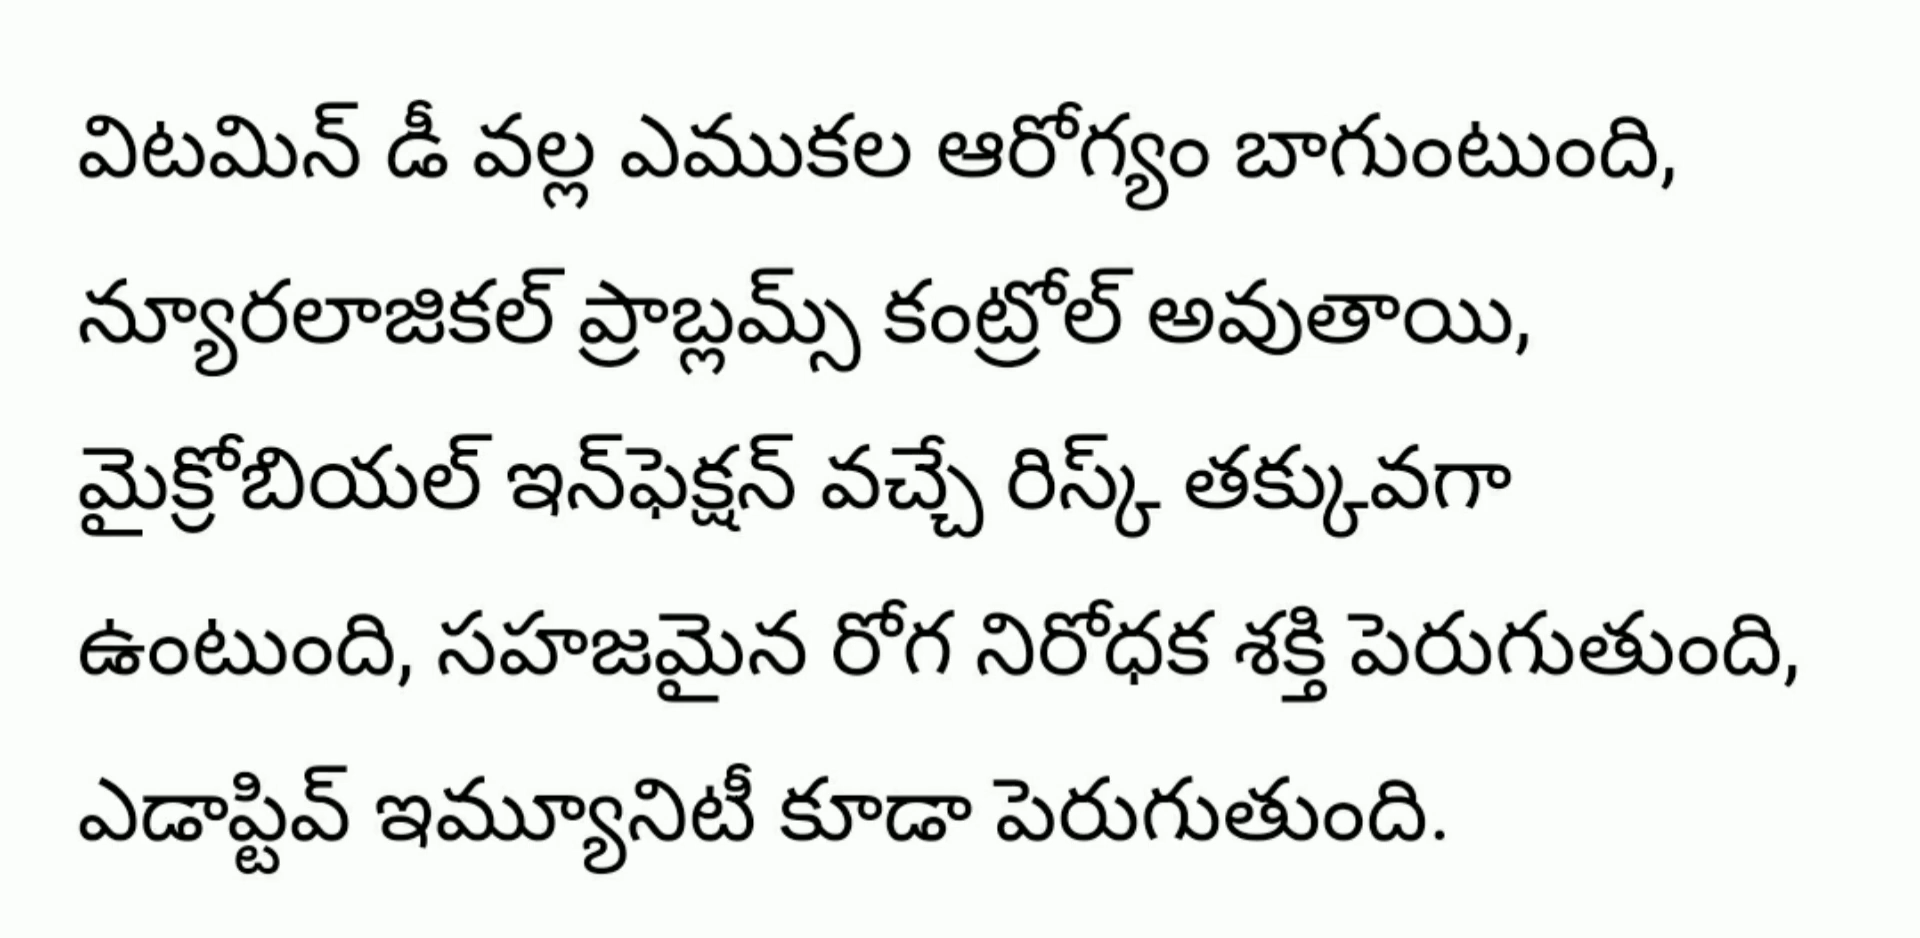 విటమిన్ డీ వల్ల ఎముకల ఆరోగ్యం బాగుంటుంది,
న్యూరలాజికల్ ప్రాబ్లమ్స్ కంట్రోల్ అవుతాయి,
మైక్రోబియల్ ఇన్‌ఫెక్షన్ వచ్చే రిస్క్ తక్కువగా
ఉంటుంది, సహజమైన రోగ నిరోధక శక్తి పెరుగుతుంది,
ఎడాప్టివ్ ఇమ్యూనిటీ కూడా పెరుగుతుంది.